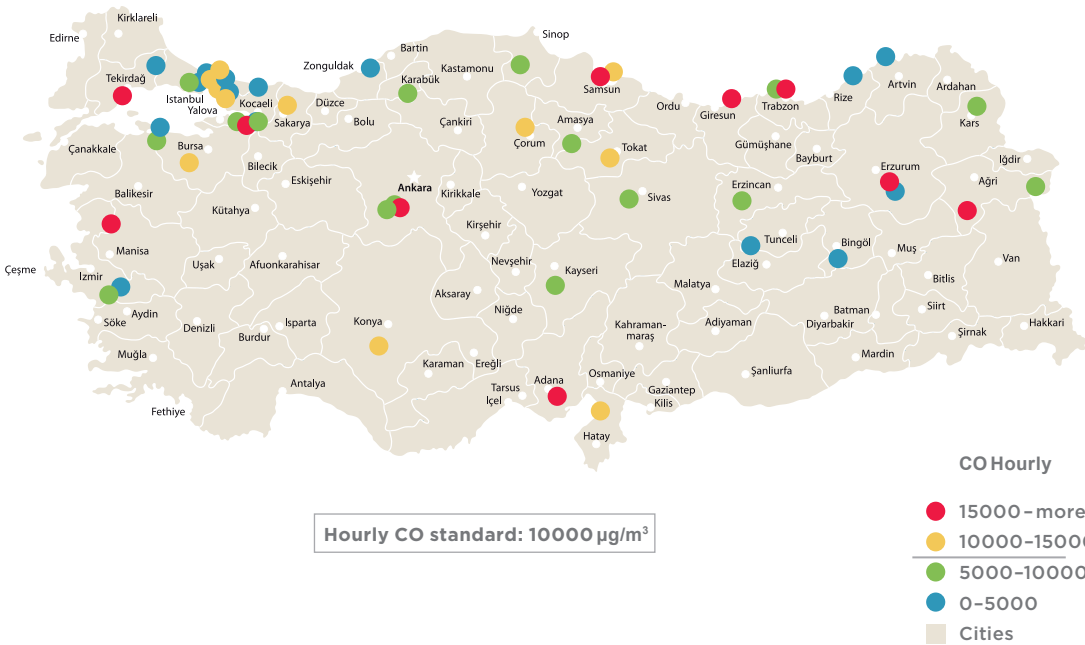 Kirklareli
Edirne
Sinop
Bartin
Zonguldak
Kastamonu
Karabük
Tekirdağ
Samsun
Artvin
Ardahan
Istanbul
Kocaeli
Yalova
Düzce
Ordu
Trabzon
Rize
Giresun
Sakarya
Bolu
Çankiri
Amasya
Kars
Çanakkale
Bursa
Çorum
Tokat
Gümüşhane
Bayburt
Iğdir
Bilecik
Erzurum
Eskişehir
Ankara
Kirikkale
Ağri
Balikesir
Yozgat
Sivas
Erzincan
Kütahya
Kirşehir
Tunceli
Bingöl
Muş
Manisa
Van
Çeşme
Uşak
Afuonkarahisar
Nevşehir
Kayseri
Elaziğ
Izmir
Malatya
Bitlis
Aksaray
Aydin
Niğde
Batman
Siirt
Söke
Denizli
Isparta
Konya
Kahraman-
maraş
Adiyaman
Diyarbakir
Hakkari
Burdur
Şirnak
Muğla
Karaman
Ereğli
Mardin
Osmaniye
Şanliurfa
Antalya
Adana
Tarsus
Içel
Gaziantep
Kilis
Fethiye
Hatay
CO Hourly
15000-more
10000-15000
5000-10000
0-5000
Cities
Hourly CO standard: 10000 µg/m³